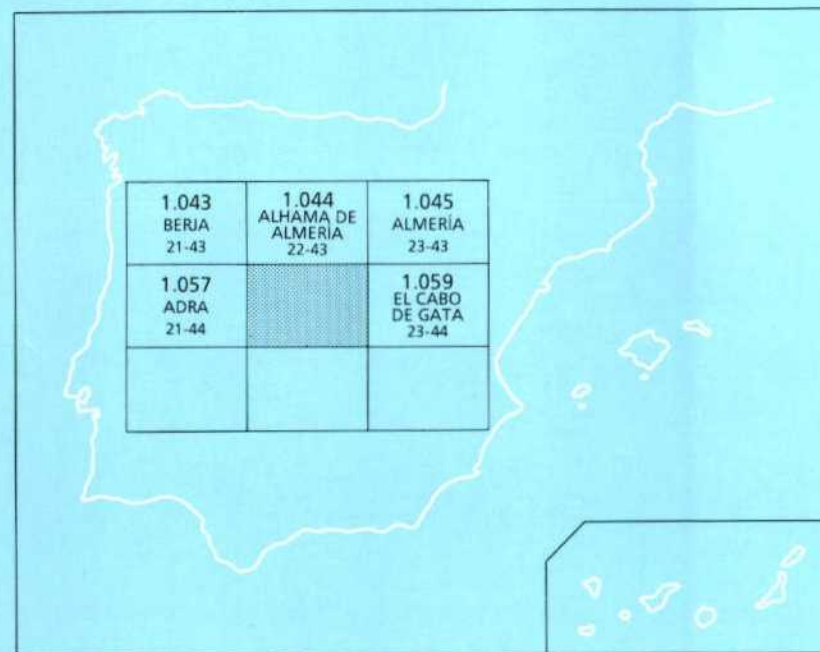 1.043
BERJA
21-43
1.044
ALHAMA DE
ALMERÍA
22-43
1.045
ALMERÍA
23-43
1.057
ADRA
21-44
1.059
EL CABO
DE GATA
23-44